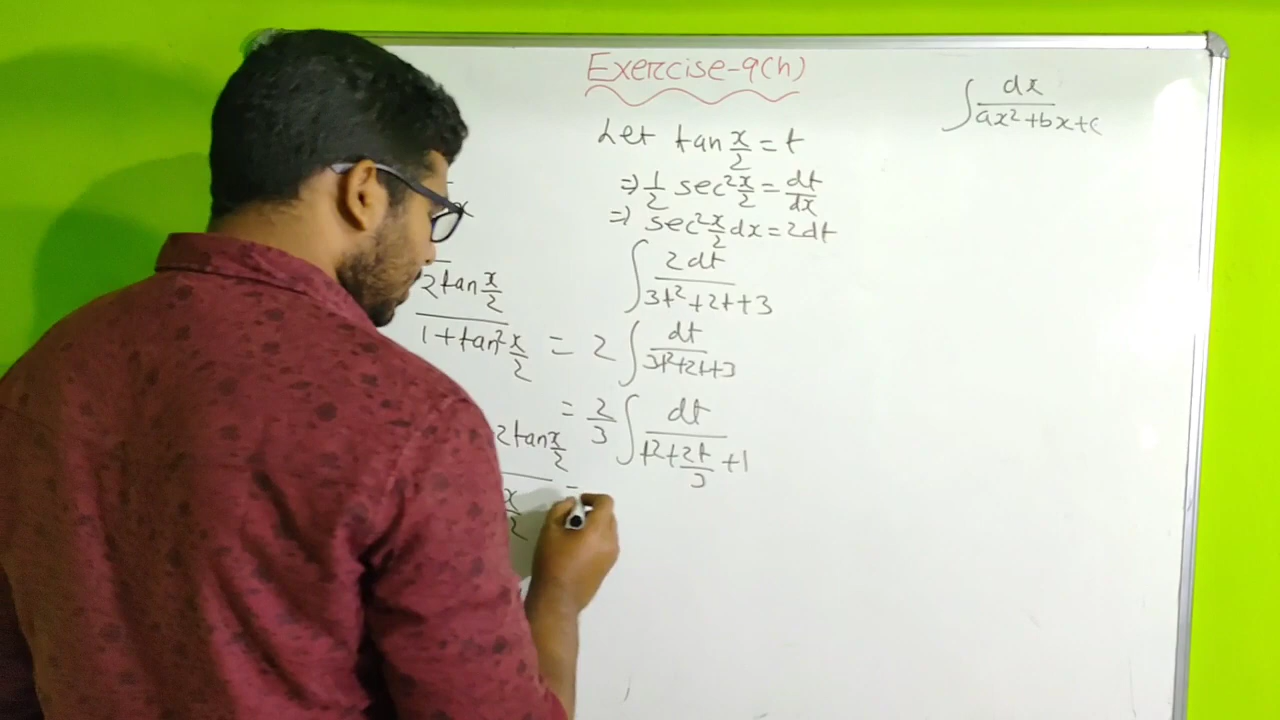 Exercise-9(h)
∫ dx / ax²+bx+c
Let tan x/2 = t
⇒ 1/2 sec² x/2 = dt/dx
⇒ sec² x/2 dx = 2dt
x
∫ 2dt / 3t²+2t+3
2tan x/2 / 1+tan² x/2
= 2 ∫ dt / 3t²+2t+3
= 2/3 ∫ dt / t²+2t/3+1
2tan x/2
x/2
=